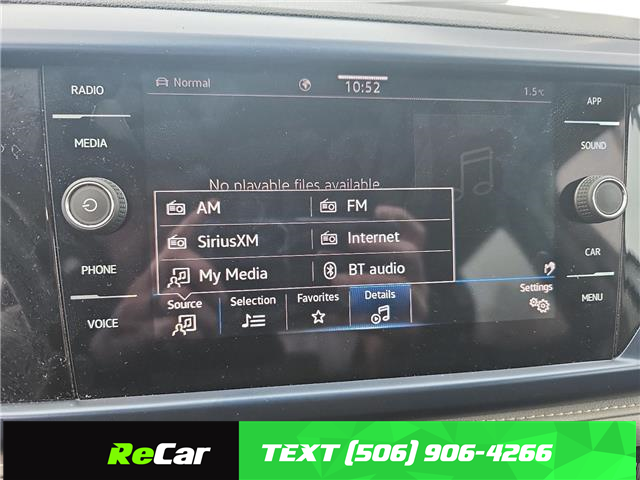 RADIO
MEDIA
PHONE
VOICE
Normal
10:52
1.5°C
No playable files available.
AM
FM
SiriusXM
Internet
My Media
BT audio
Source
Selection
Favorites
Details
Settings
APP
SOUND
CAR
MENU
ReCar
TEXT (506) 906-4266